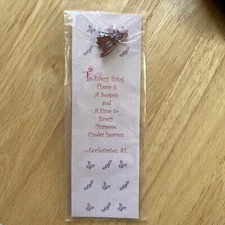 To Every thing
There is
A Season
and
A time to
Every
Purpose
Under heaven
~Ecclesiastes 3:1